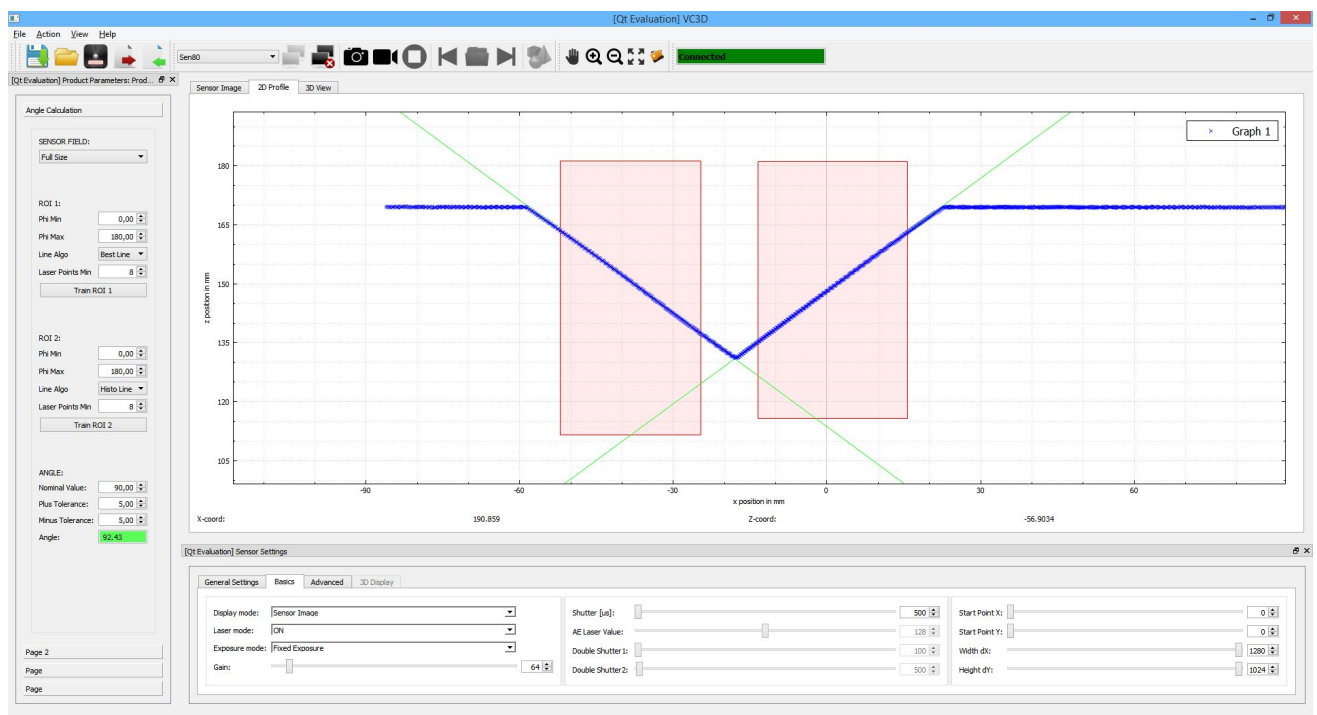 [Qt Evaluation] VC3D
File Action View Help
Sen80
Connected
[Qt Evaluation] Product Parameters: Prod...
Angle Calculation
SENSOR FIELD:
Full Size
ROI 1:
Phi Min 0,00
Phi Max 180,00
Line Algo Best Line
Laser Points Min 8
Train ROI 1
ROI 2:
Phi Min 0,00
Phi Max 180,00
Line Algo Histo Line
Laser Points Min 8
Train ROI 2
ANGLE:
Nominal Value: 90,00
Plus Tolerance: 5,00
Minus Tolerance: 5,00
Angle: 92.43
Page 2
Page
Page
Sensor Image 2D Profile 3D View
Graph 1
z position in mm
180
165
150
135
120
105
-90 -60 -30 0 30 60
x position in mm
X-coord: 190.859 Z-coord: -56.9034
[Qt Evaluation] Sensor Settings
General Settings Basics Advanced 3D Display
Display mode: Sensor Image
Laser mode: ON
Exposure mode: Fixed Exposure
Gain: 64
Shutter [us]: 500
AE Laser Value: 128
Double Shutter1: 100
Double Shutter2: 500
Start Point X: 0
Start Point Y: 0
Width dX: 1280
Height dY: 1024